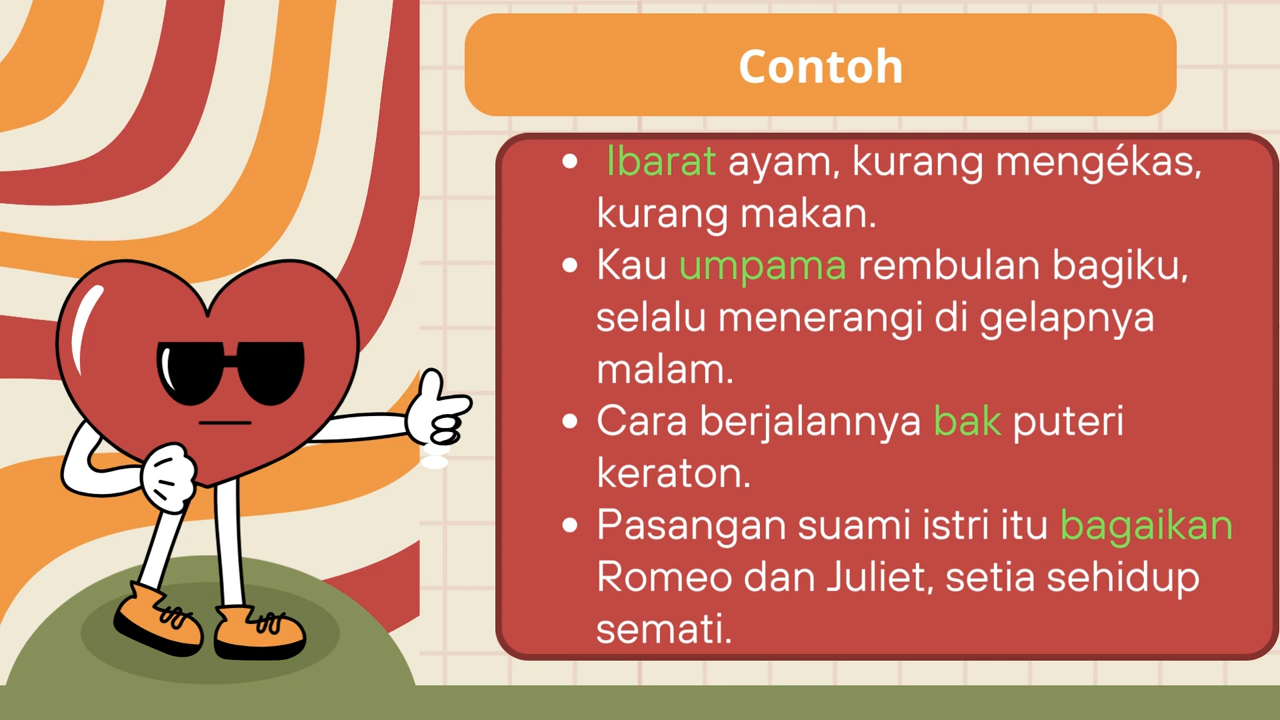 Contoh
• Ibarat ayam, kurang mengékas,
kurang makan.
• Kau umpama rembulan bagiku,
selalu menerangi di gelapnya
malam.
• Cara berjalannya bak puteri
keraton.
• Pasangan suami istri itu bagaikan
Romeo dan Juliet, setia sehidup
semati.